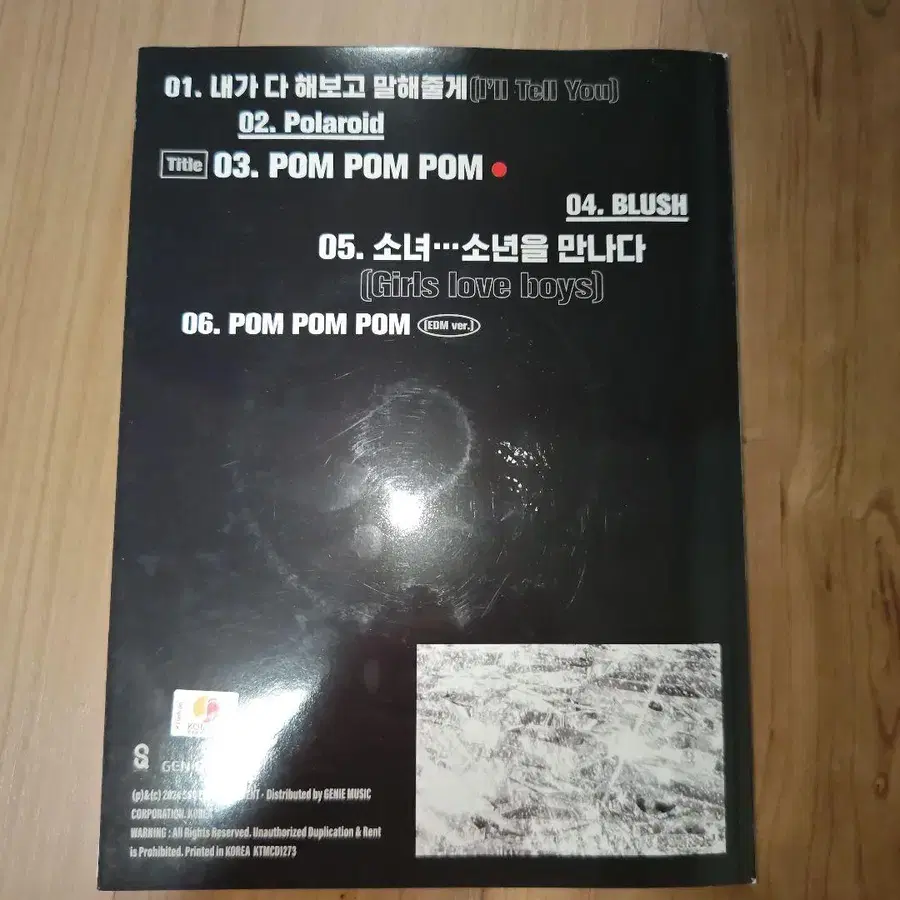 01. 내가 다 해보고 말해줄게(I'll Tell You)
02. Polaroid
Title 03. POM POM POM
04. BLUSH
05. 소녀···소년을 만나다
(Girls love boys)
06. POM POM POM (EDM ver.)
(p)&(c) Distributed by GENIE MUSIC
CORPORATION. KOREA
WARNING : All Rights Reserved. Unauthorized Duplication & Rent
is Prohibited. Printed in KOREA KTMCD1273